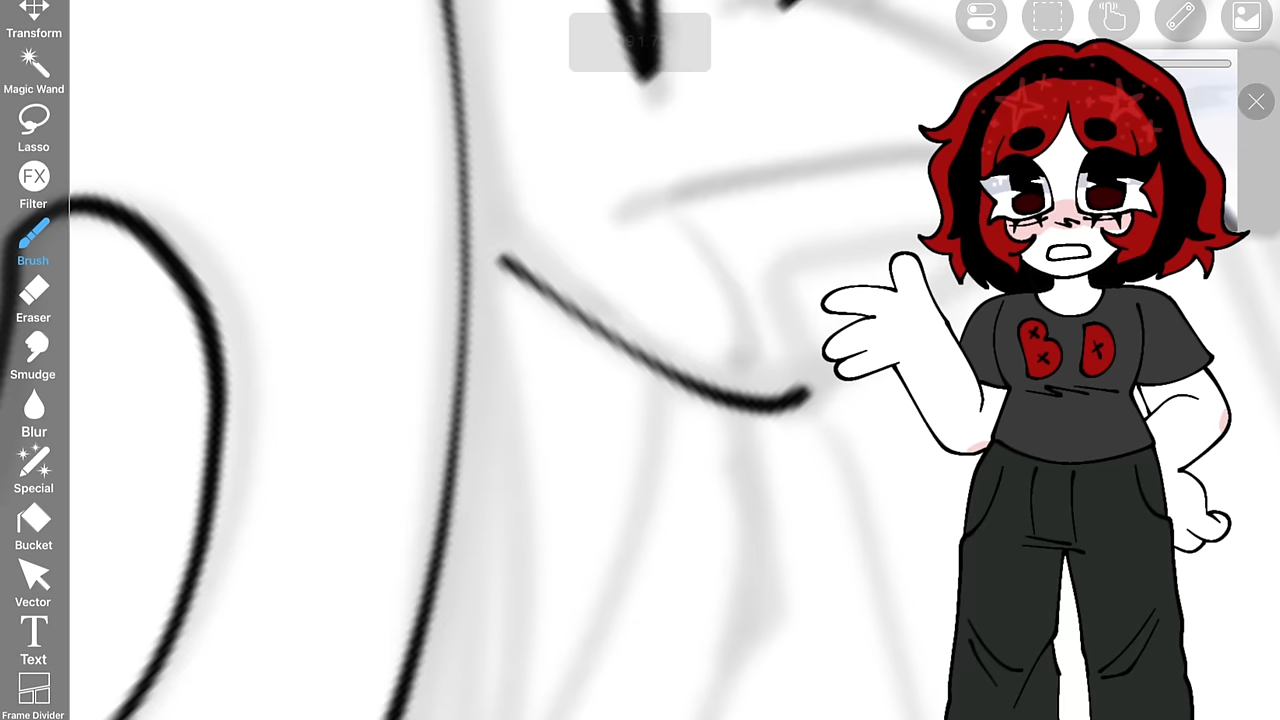 Transform
Magic Wand
Lasso
FX
Filter
Brush
Eraser
Smudge
Blur
Special
Bucket
Vector
T
Text
Frame Divider
B D